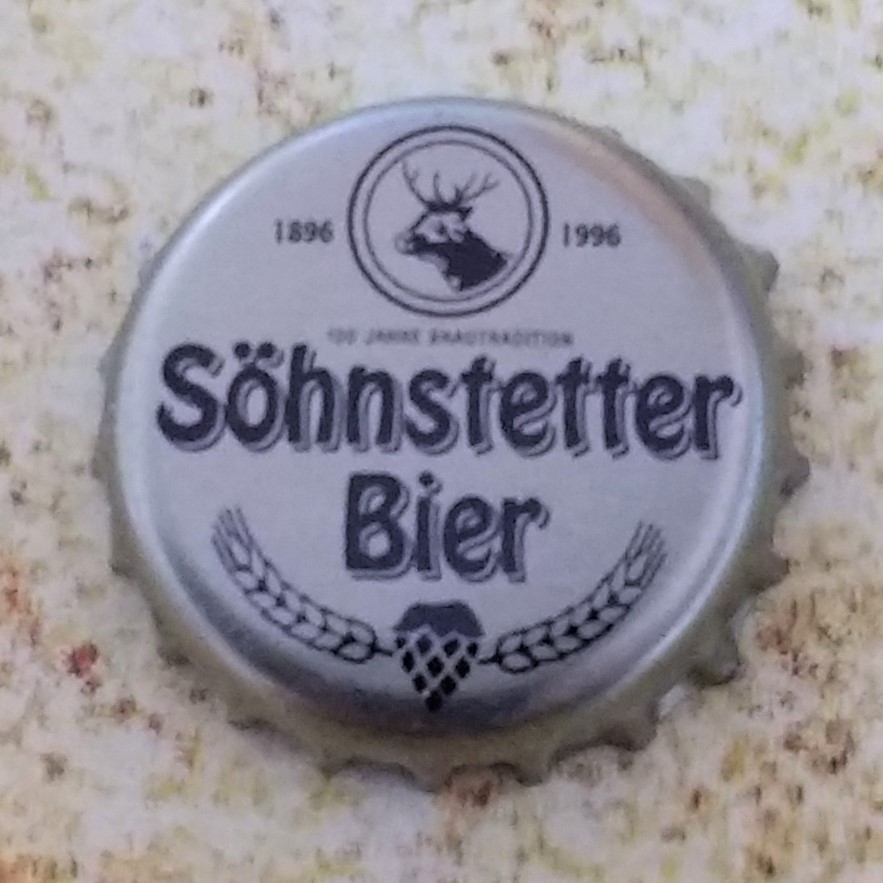 1896 1996
100 JAHRE BRAUTRADITION
Söhnstetter
Bier